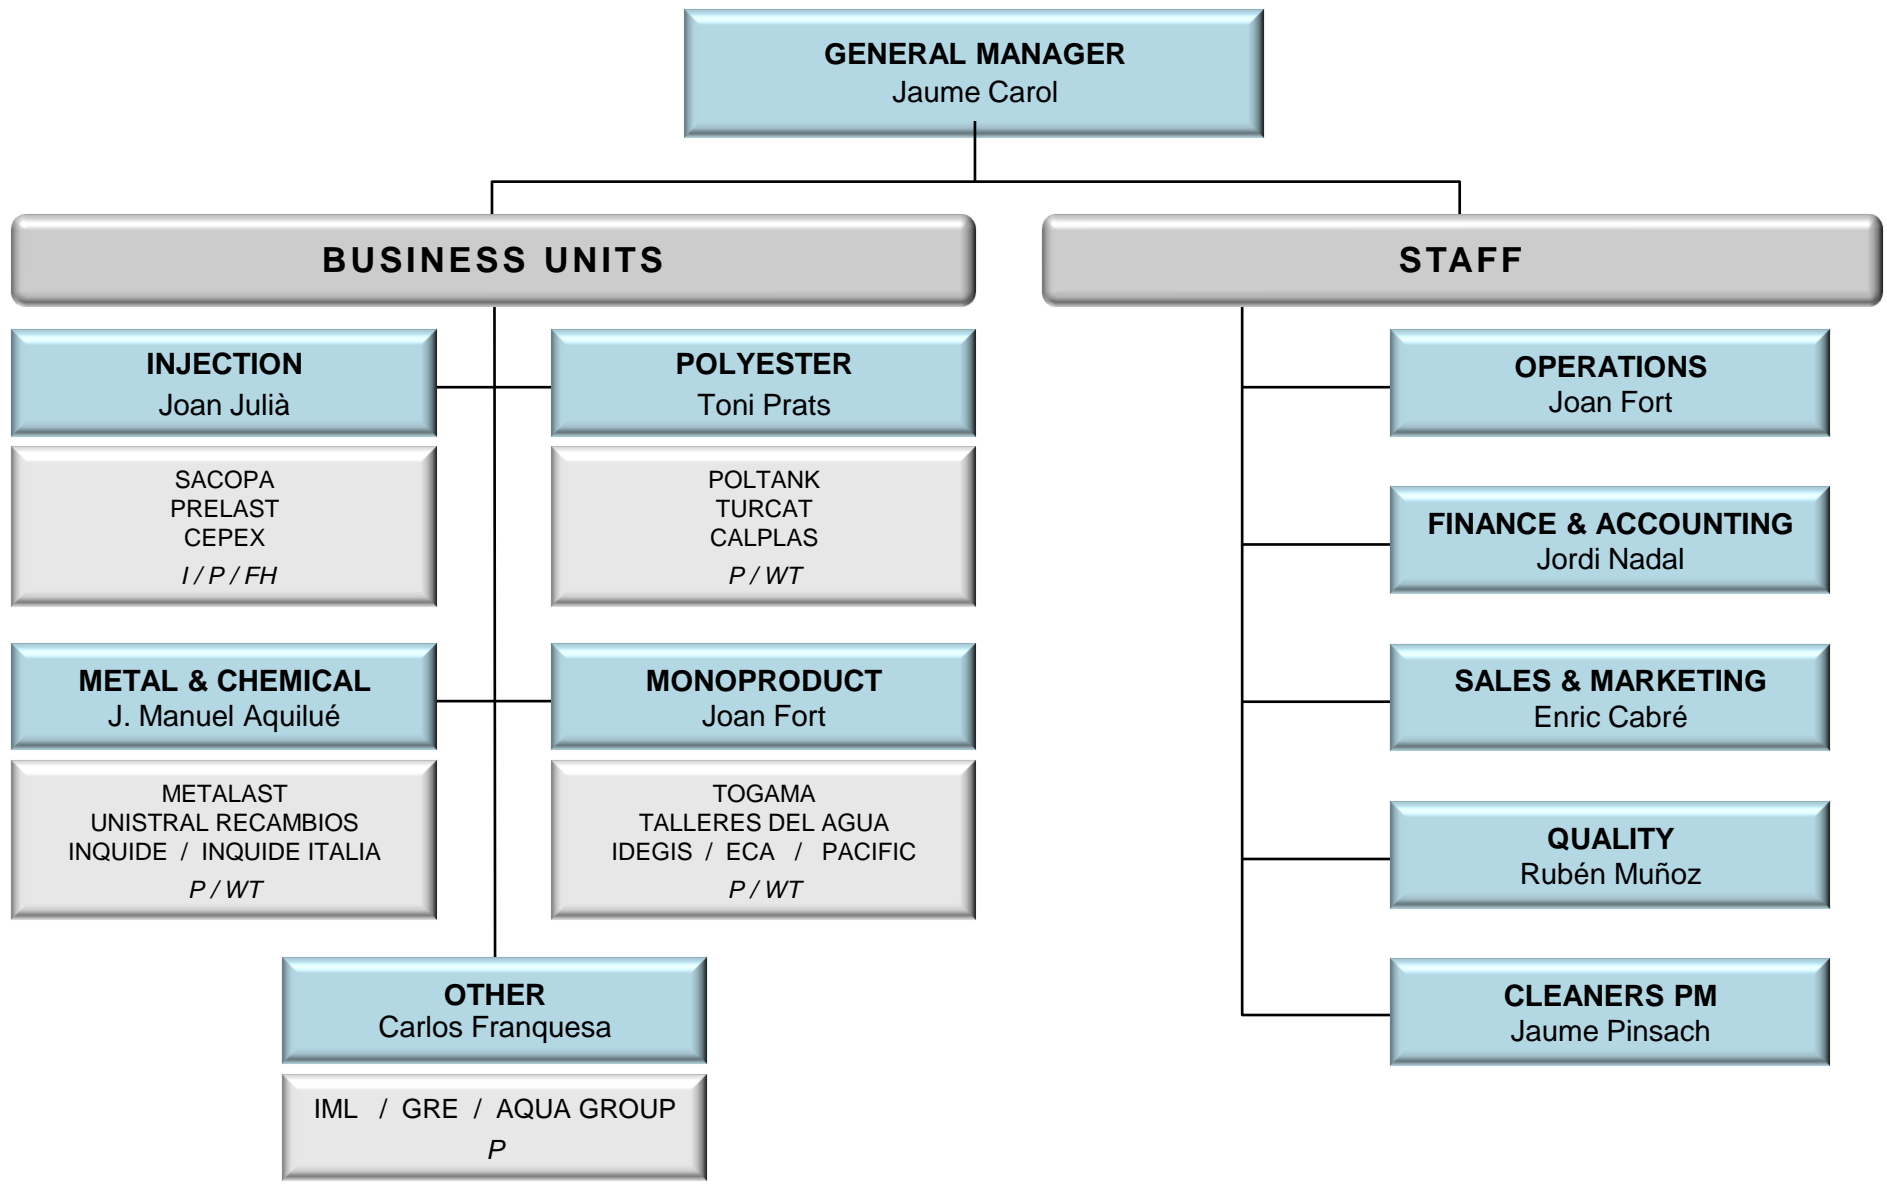 GENERAL MANAGER
Jaume Carol
BUSINESS UNITS
STAFF
INJECTION
Joan Julià
SACOPA
PRELAST
CEPEX
I / P / FH
POLYESTER
Toni Prats
POLTANK
TURCAT
CALPLAS
P / WT
METAL & CHEMICAL
J. Manuel Aquilué
METALAST
UNISTRAL RECAMBIOS
INQUIDE / INQUIDE ITALIA
P / WT
MONOPRODUCT
Joan Fort
TOGAMA
TALLERES DEL AGUA
IDEGIS / ECA / PACIFIC
P / WT
OTHER
Carlos Franquesa
IML / GRE / AQUA GROUP
P
OPERATIONS
Joan Fort
FINANCE & ACCOUNTING
Jordi Nadal
SALES & MARKETING
Enric Cabré
QUALITY
Rubén Muñoz
CLEANERS PM
Jaume Pinsach